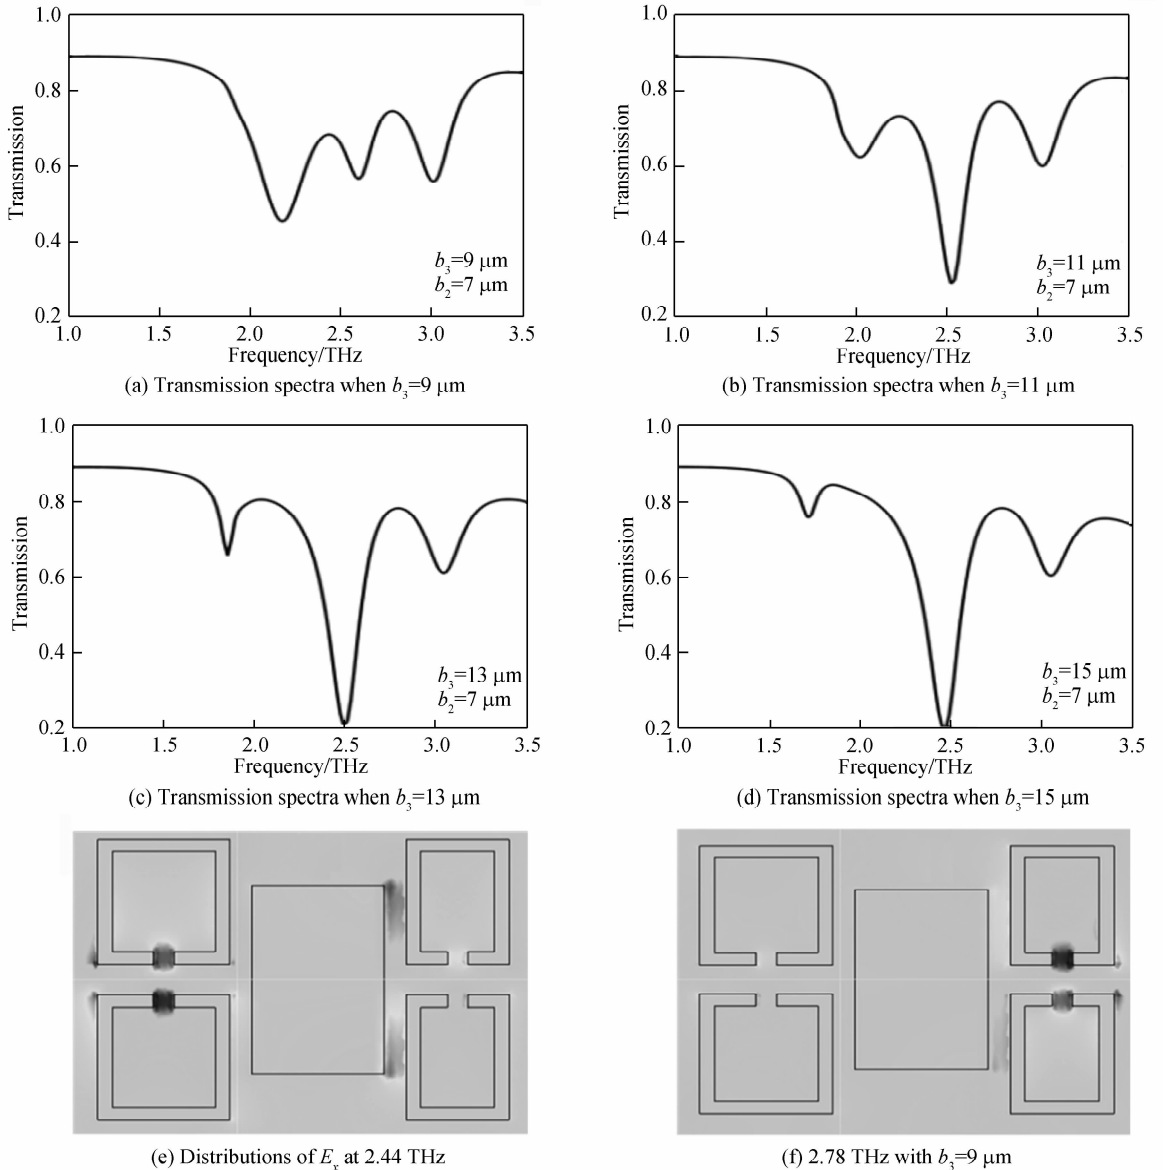 1.0
0.8
0.6
0.4
0.2
Transmission
b3=9 μm
b2=7 μm
1.0 1.5 2.0 2.5 3.0 3.5
Frequency/THz
(a) Transmission spectra when b3=9 μm
1.0
0.8
0.6
0.4
0.2
Transmission
b3=11 μm
b2=7 μm
1.0 1.5 2.0 2.5 3.0 3.5
Frequency/THz
(b) Transmission spectra when b3=11 μm
1.0
0.8
0.6
0.4
0.2
Transmission
b3=13 μm
b2=7 μm
1.0 1.5 2.0 2.5 3.0 3.5
Frequency/THz
(c) Transmission spectra when b3=13 μm
1.0
0.8
0.6
0.4
0.2
Transmission
b3=15 μm
b2=7 μm
1.0 1.5 2.0 2.5 3.0 3.5
Frequency/THz
(d) Transmission spectra when b3=15 μm
(e) Distributions of Ex at 2.44 THz
(f) 2.78 THz with b3=9 μm